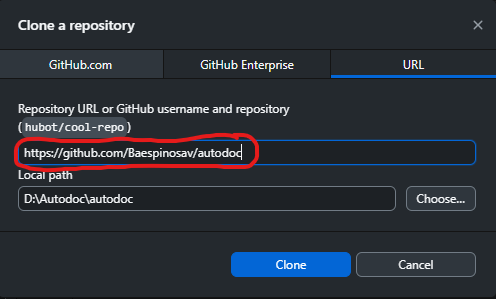 Clone a repository
GitHub.com
GitHub Enterprise
URL
Repository URL or GitHub username and repository
(hubot/cool-repo)
https://github.com/Baespinosav/autodoc
Local path
D:\Autodoc\autodoc
Choose...
Clone
Cancel